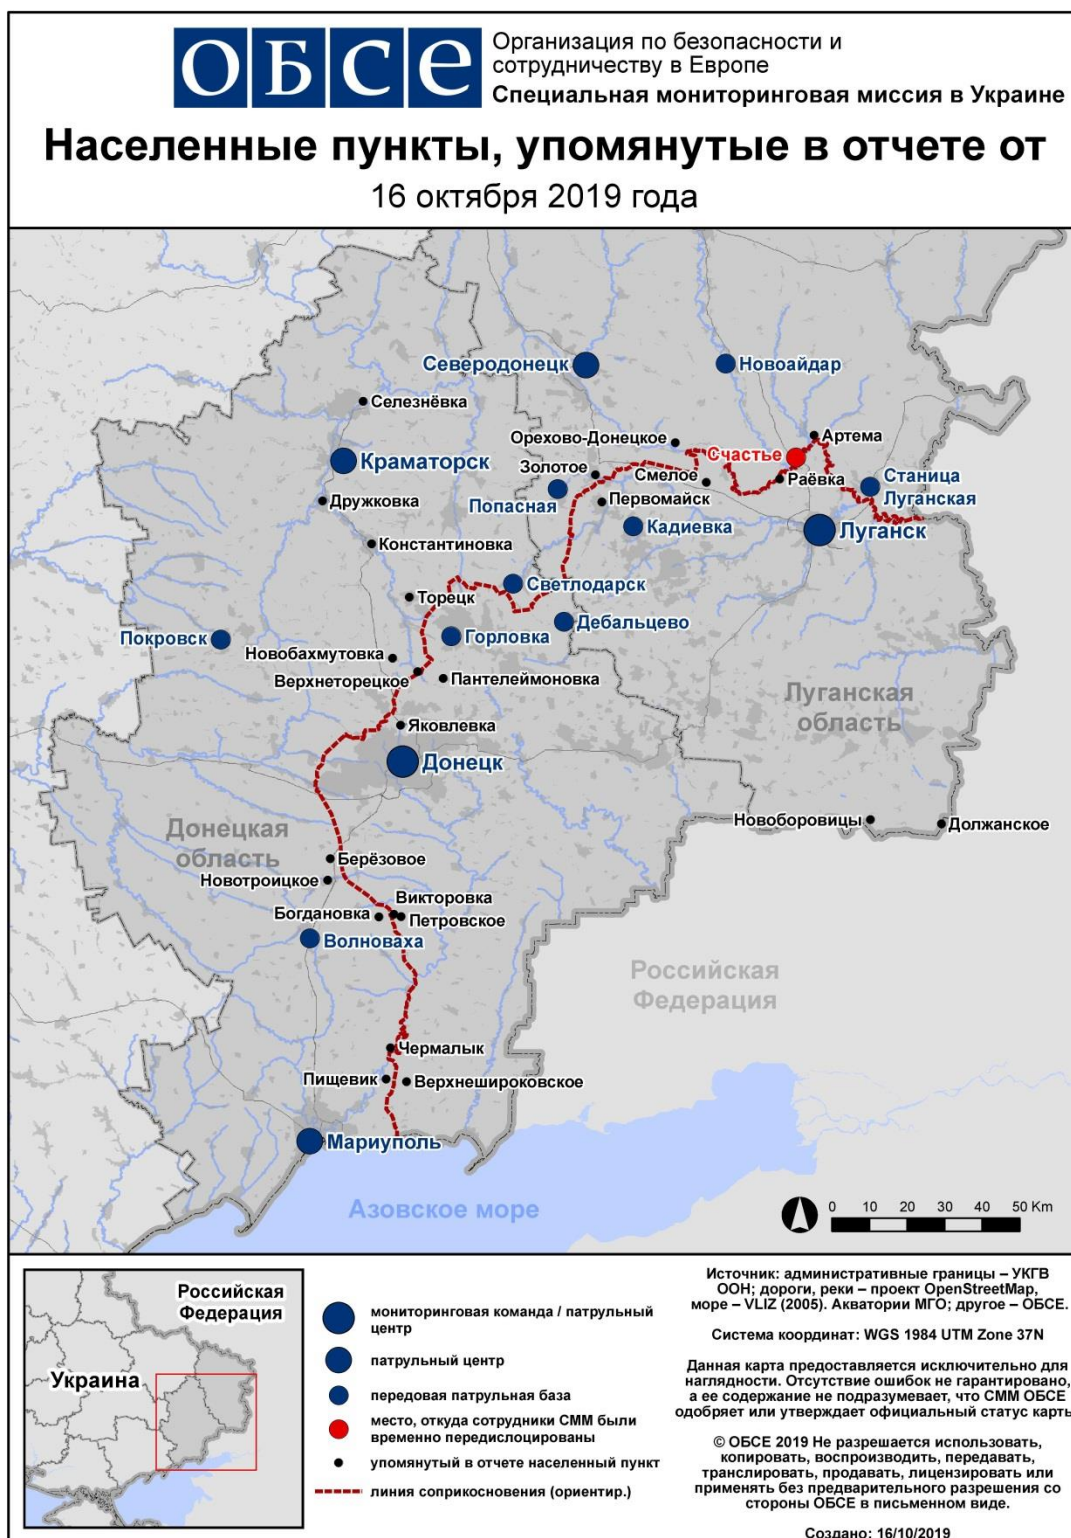 ОБСЕ
Организация по безопасности и
сотрудничеству в Европе
Специальная мониторинговая миссия в Украине
Населенные пункты, упомянутые в отчете от
16 октября 2019 года
Северодонецк
Новоайдар
Селезнёвка
Артема
Орехово-Донецкое
Счастье
Краматорск
Золотое
Смелое
Раёвка
Станица
Луганская
Попасная
Первомайск
Дружковка
Кадиевка
Луганск
Константиновка
Светлодарск
Торецк
Дебальцево
Покровск
Горловка
Новобахмутовка
Верхнеторецкое
Пантелеймоновка
Луганская
область
Яковлевка
Донецк
Новоборовицы
Должанское
Донецкая
область
Берёзовое
Новотроицкое
Викторовка
Богдановка
Петровское
Волноваха
Российская
Федерация
Чермалык
Пищевик
Верхнешироковское
Мариуполь
Азовское море
0 10 20 30 40 50 Km
Российская
Федерация
Украина
мониторинговая команда / патрульный
центр
патрульный центр
передовая патрульная база
место, откуда сотрудники СММ были
временно передислоцированы
упомянутый в отчете населенный пункт
линия соприкосновения (ориентир.)
Источник: административные границы – УКГВ
ООН; дороги, реки – проект OpenStreetMap,
море – VLIZ (2005). Акватории МГО; другое – ОБСЕ.
Система координат: WGS 1984 UTM Zone 37N
Данная карта предоставляется исключительно для
наглядности. Отсутствие ошибок не гарантировано,
а ее содержание не подразумевает, что СММ ОБСЕ
одобряет или утверждает официальный статус карты
© ОБСЕ 2019 Не разрешается использовать,
копировать, воспроизводить, передавать,
транслировать, продавать, лицензировать или
применять без предварительного разрешения со
стороны ОБСЕ в письменном виде.
Создано: 16/10/2019